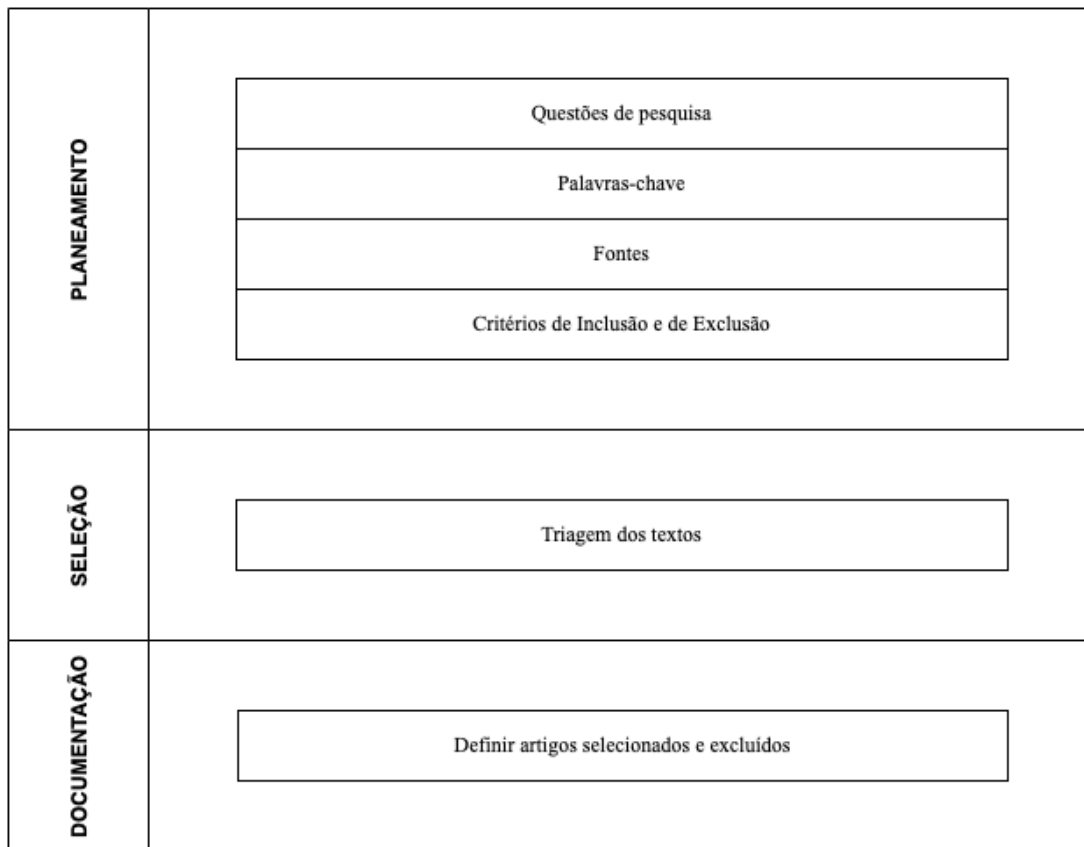 PLANEAMENTO
Questões de pesquisa
Palavras-chave
Fontes
Critérios de Inclusão e de Exclusão
SELEÇÃO
Triagem dos textos
DOCUMENTAÇÃO
Definir artigos selecionados e excluídos